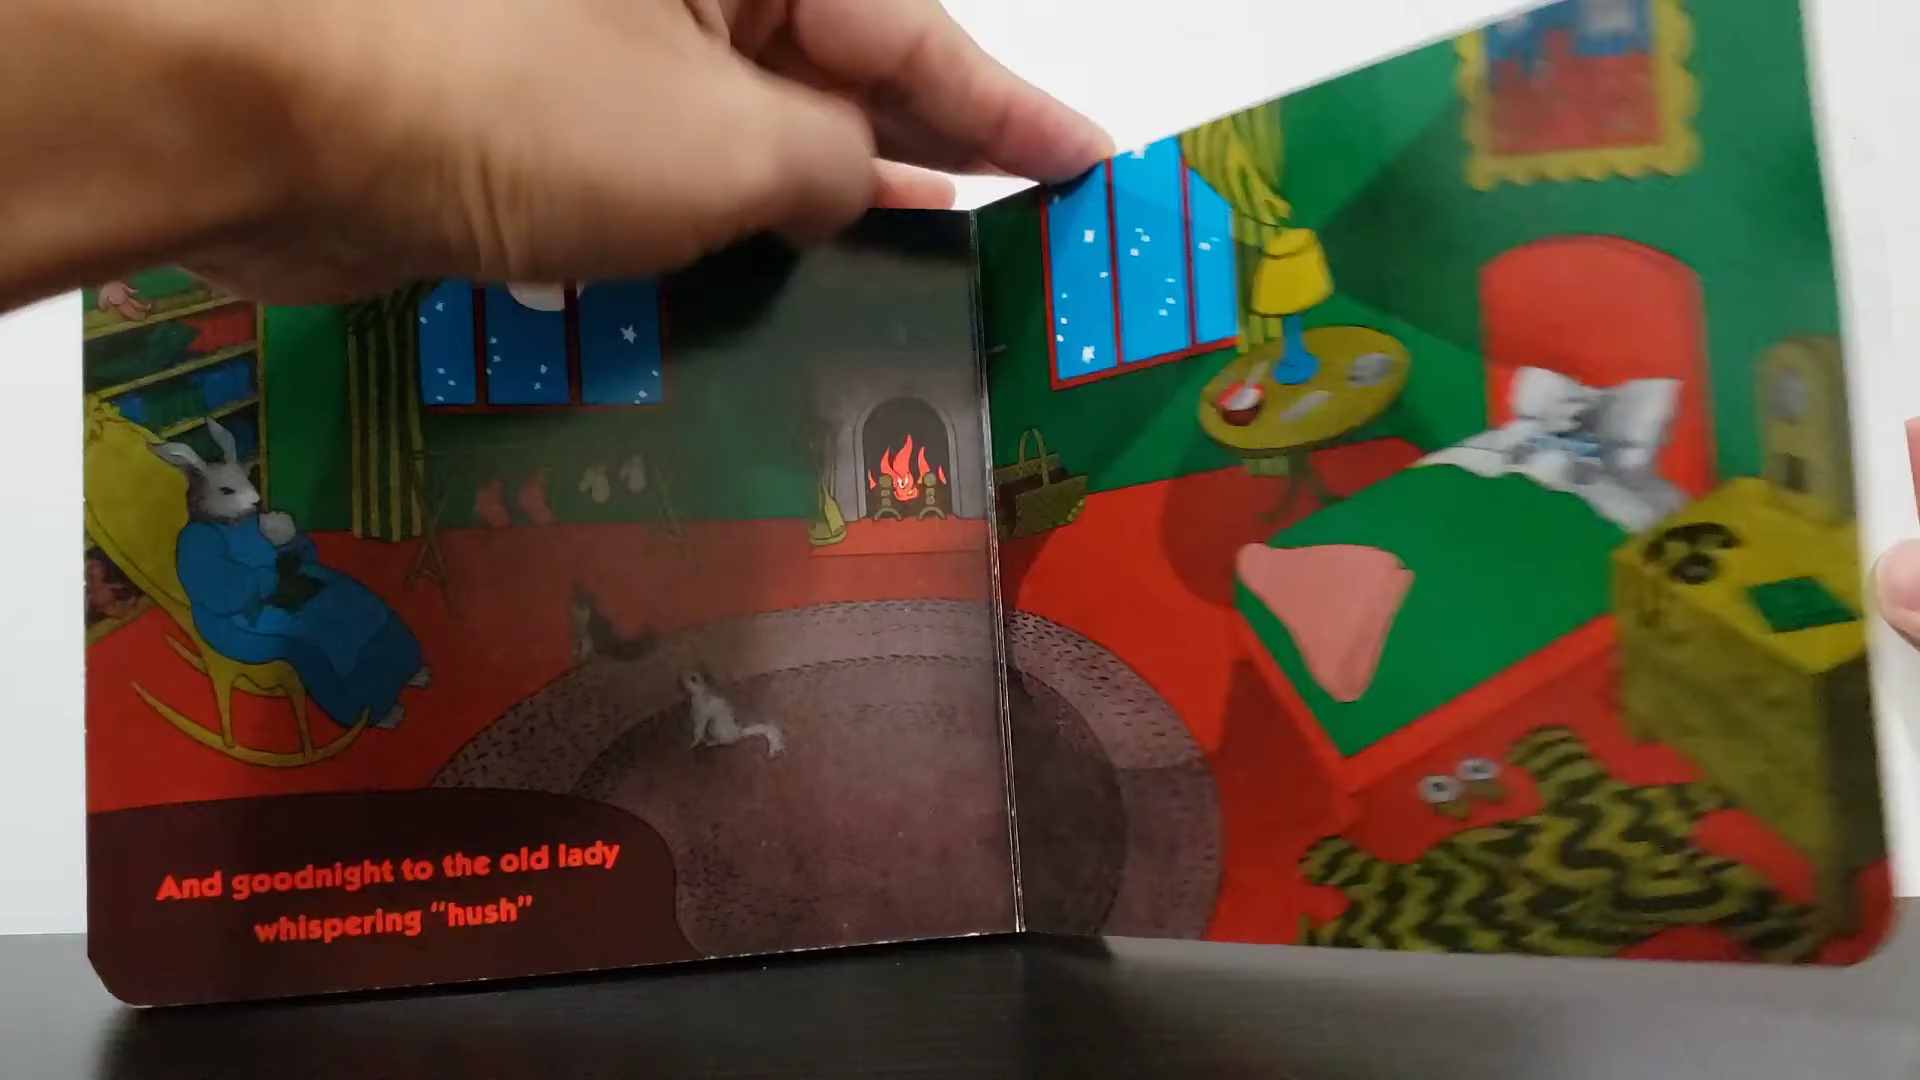 And goodnight to the old lady
whispering “hush”